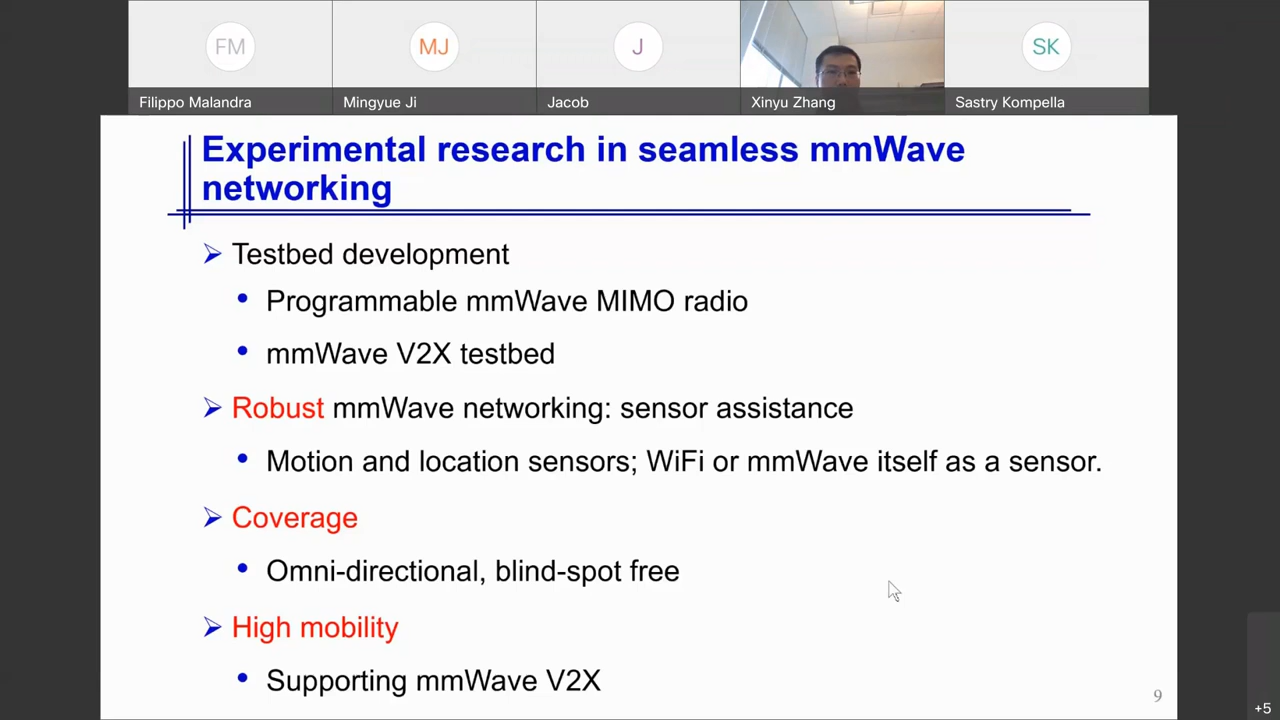 FM
MJ
J
SK
Filippo Malandra
Mingyue Ji
Jacob
Xinyu Zhang
Sastry Kompella
Experimental research in seamless mmWave
networking
Testbed development
Programmable mmWave MIMO radio
mmWave V2X testbed
Robust mmWave networking: sensor assistance
Motion and location sensors; WiFi or mmWave itself as a sensor.
Coverage
Omni-directional, blind-spot free
High mobility
Supporting mmWave V2X
9
+5